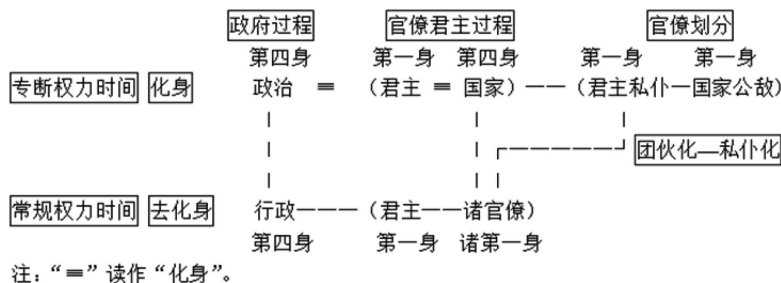 政府过程 官僚君主过程 官僚划分
第四身 第一身 第四身 第一身 第一身
专断权力时间 化身 政治 ≡ (君主 ≡ 国家)——(君主私仆—国家公敌)
团伙化—私仆化
常规权力时间 去化身 行政———(君主——诸官僚)
第四身 第一身 诸第一身
注：“≡”读作“化身”。